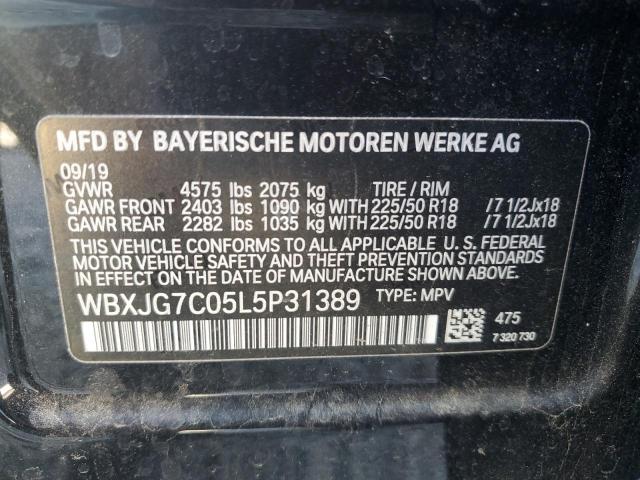 MFD BY BAYERISCHE MOTOREN WERKE AG
09/19
GVWR 4575 lbs 2075 kg TIRE / RIM
GAWR FRONT 2403 lbs 1090 kg WITH 225/50 R18 /7 1/2Jx18
GAWR REAR 2282 lbs 1035 kg WITH 225/50 R18 /7 1/2Jx18
THIS VEHICLE CONFORMS TO ALL APPLICABLE U. S. FEDERAL
MOTOR VEHICLE SAFETY AND THEFT PREVENTION STANDARDS
IN EFFECT ON THE DATE OF MANUFACTURE SHOWN ABOVE.
WBXJG7C05L5P31389 TYPE: MPV
475
7 320 730